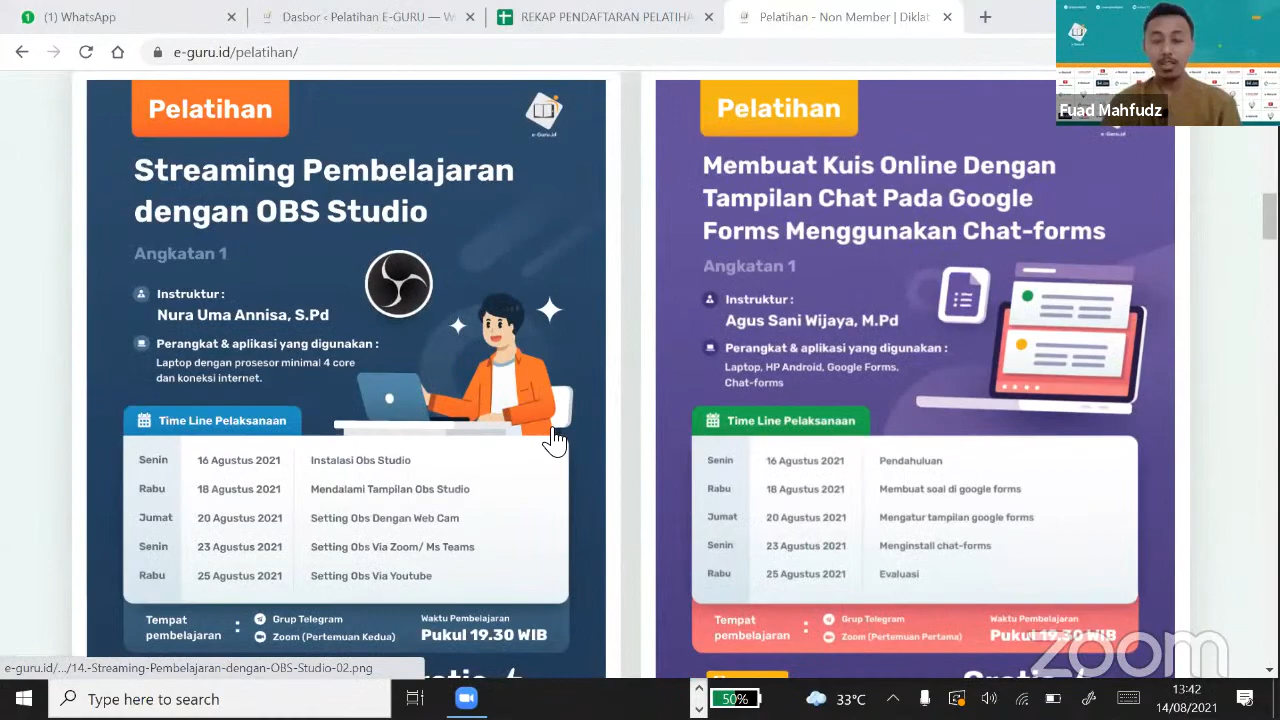 (1) WhatsApp
Dasbor
REKAP PENDAFTARAN PELATIH
Pelatihan - Non Member | Diklat
e-guru.id/pelatihan/
Fuad Mahfudz
Pelatihan
e-Guru.id
Streaming Pembelajaran
dengan OBS Studio
Angkatan 1
Instruktur :
Nura Uma Annisa, S.Pd
Perangkat & aplikasi yang digunakan :
Laptop dengan prosesor minimal 4 core
dan koneksi internet.
Time Line Pelaksanaan
Senin 16 Agustus 2021 Instalasi Obs Studio
Rabu 18 Agustus 2021 Mendalami Tampilan Obs Studio
Jumat 20 Agustus 2021 Setting Obs Dengan Web Cam
Senin 23 Agustus 2021 Setting Obs Via Zoom/ Ms Teams
Rabu 25 Agustus 2021 Setting Obs Via Youtube
Tempat pembelajaran : Grup Telegram
Zoom (Pertemuan Kedua)
Waktu Pembelajaran
Pukul 19.30 WIB
Pelatihan
e-Guru.id
Membuat Kuis Online Dengan
Tampilan Chat Pada Google
Forms Menggunakan Chat-forms
Angkatan 1
Instruktur :
Agus Sani Wijaya, M.Pd
Perangkat & aplikasi yang digunakan :
Laptop, HP Android, Google Forms,
Chat-forms
Time Line Pelaksanaan
Senin 16 Agustus 2021 Pendahuluan
Rabu 18 Agustus 2021 Membuat soal di google forms
Jumat 20 Agustus 2021 Mengatur tampilan google forms
Senin 23 Agustus 2021 Menginstall chat-forms
Rabu 25 Agustus 2021 Evaluasi
Tempat pembelajaran : Grup Telegram
Zoom (Pertemuan Pertama)
Waktu Pembelajaran
Pukul 19.30 WIB
zoom
e-guru.id/.../14.-Streaming-Pembelaran-dengan-OBS-Studio-02.png
Type here to search
50%
33°C
13:42
14/08/2021